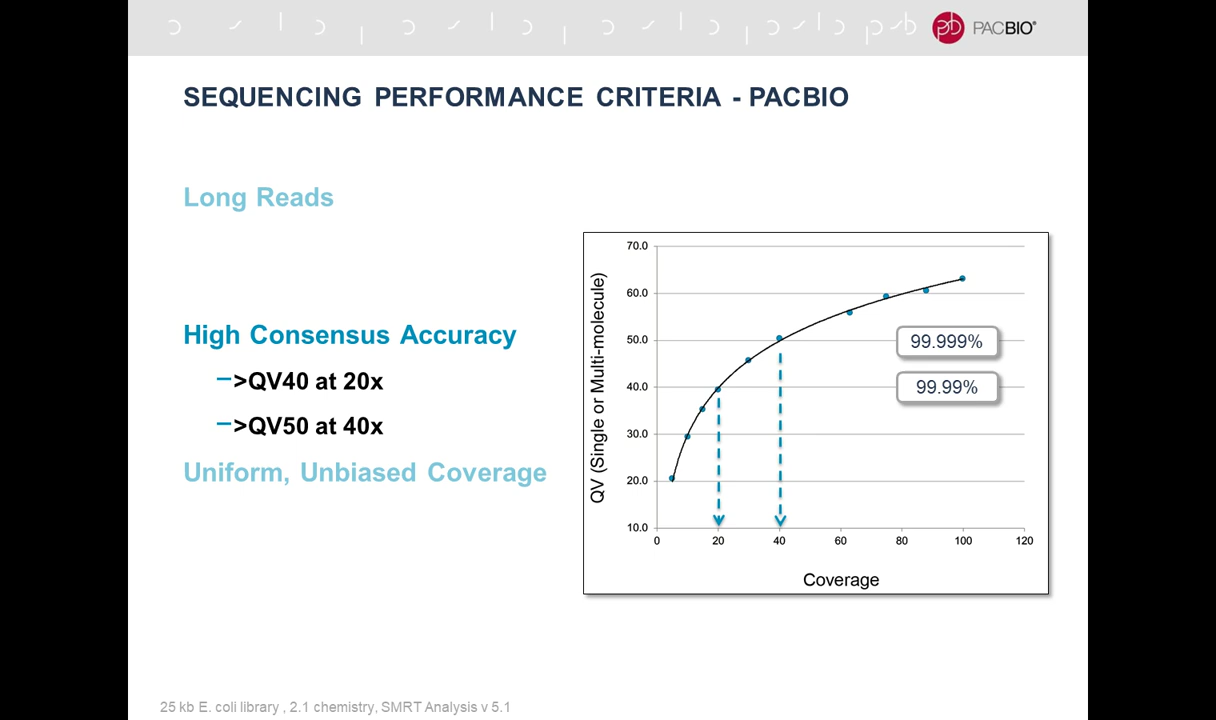 pb PACBIO®
SEQUENCING PERFORMANCE CRITERIA - PACBIO
Long Reads
High Consensus Accuracy
–>QV40 at 20x
–>QV50 at 40x
Uniform, Unbiased Coverage
QV (Single or Multi-molecule)
70.0
60.0
50.0
40.0
30.0
20.0
10.0
99.999%
99.99%
0 20 40 60 80 100 120
Coverage
25 kb E. coli library , 2.1 chemistry, SMRT Analysis v 5.1